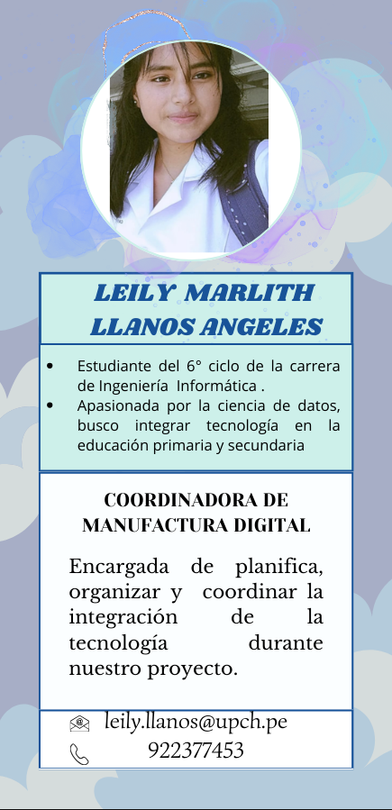 LEILY MARLITH
LLANOS ANGELES
• Estudiante del 6° ciclo de la carrera
de Ingeniería Informática .
• Apasionada por la ciencia de datos,
busco integrar tecnología en la
educación primaria y secundaria
COORDINADORA DE
MANUFACTURA DIGITAL
Encargada de planifica,
organizar y coordinar la
integración de la
tecnología durante
nuestro proyecto.
leily.llanos@upch.pe
922377453